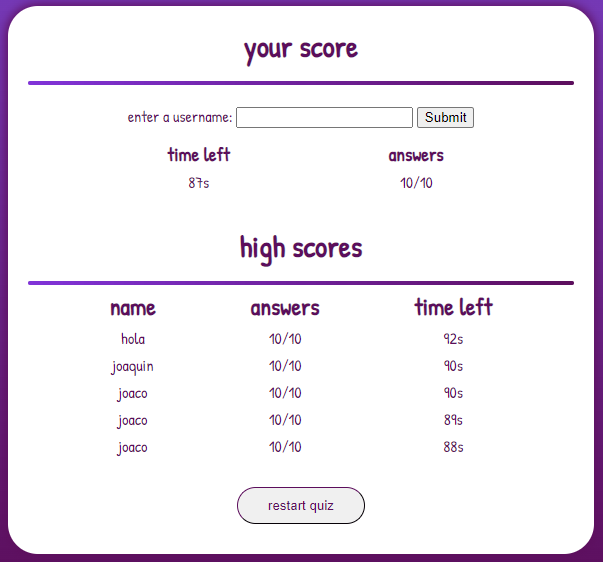 your score
enter a username: Submit
time left answers
87s 10/10
high scores
name answers time left
hola 10/10 92s
joaquin 10/10 90s
joaco 10/10 90s
joaco 10/10 89s
joaco 10/10 88s
restart quiz